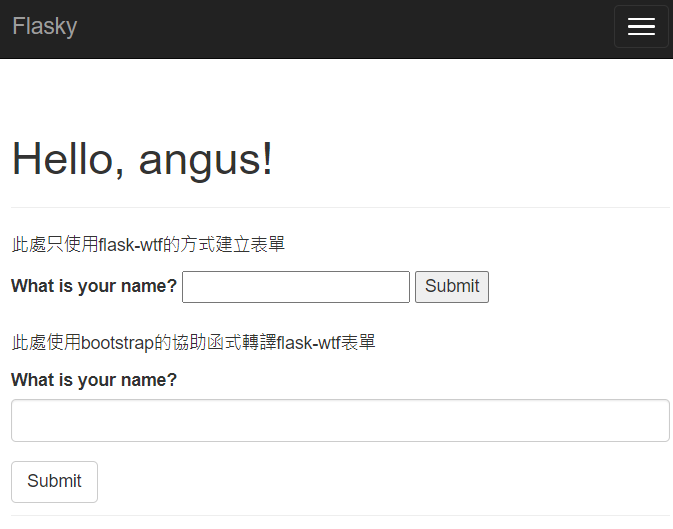 Flasky
Hello, angus!
此處只使用flask-wtf的方式建立表單
What is your name? Submit
此處使用bootstrap的協助函式轉譯flask-wtf表單
What is your name?
Submit